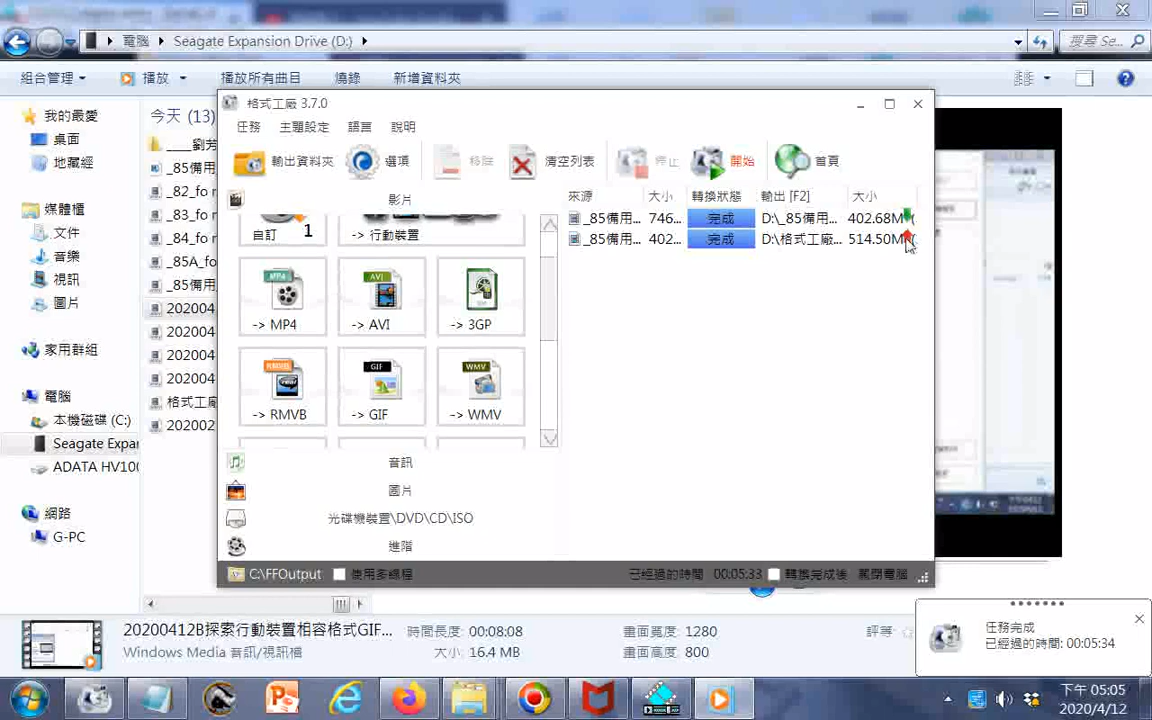 電腦 ▸ Seagate Expansion Drive (D:) ▸
搜尋 Se...
組合管理
播放
播放所有曲目
燒錄
新增資料夾
我的最愛
桌面
地藏經
媒體櫃
文件
音樂
視訊
圖片
家用群組
電腦
本機磁碟 (C:)
Seagate Expa
ADATA HV10
網路
G-PC
今天 (13)
____劉芳
_85備用
_82_fo
_83_fo
_84_fo
_85A_fo
_85備用
202004
202004
202004
202004
格式工廠
202002
格式工廠 3.7.0
任務 主題設定 語言 說明
輸出資料夾 選項 移除 清空列表 停止 開始 首頁
影片
自訂 1
-> 行動裝置
-> MP4
-> AVI
-> 3GP
-> RMVB
-> GIF
-> WMV
音訊
圖片
光碟機裝置\DVD\CD\ISO
進階
來源 大小 轉換狀態 輸出 [F2] 大小
_85備用... 746... 完成 D:\_85備用... 402.68M
_85備用... 402... 完成 D:\格式工廠... 514.50M
C:\FFOutput 使用多線程
已經過的時間 00:05:33 轉換完成後 關閉電腦
20200412B探索行動裝置相容格式GIF...
Windows Media 音訊/視訊檔
時間長度: 00:08:08
大小: 16.4 MB
畫面寬度: 1280
畫面高度: 800
評等:
任務完成
已經過的時間: 00:05:34
下午 05:05
2020/4/12